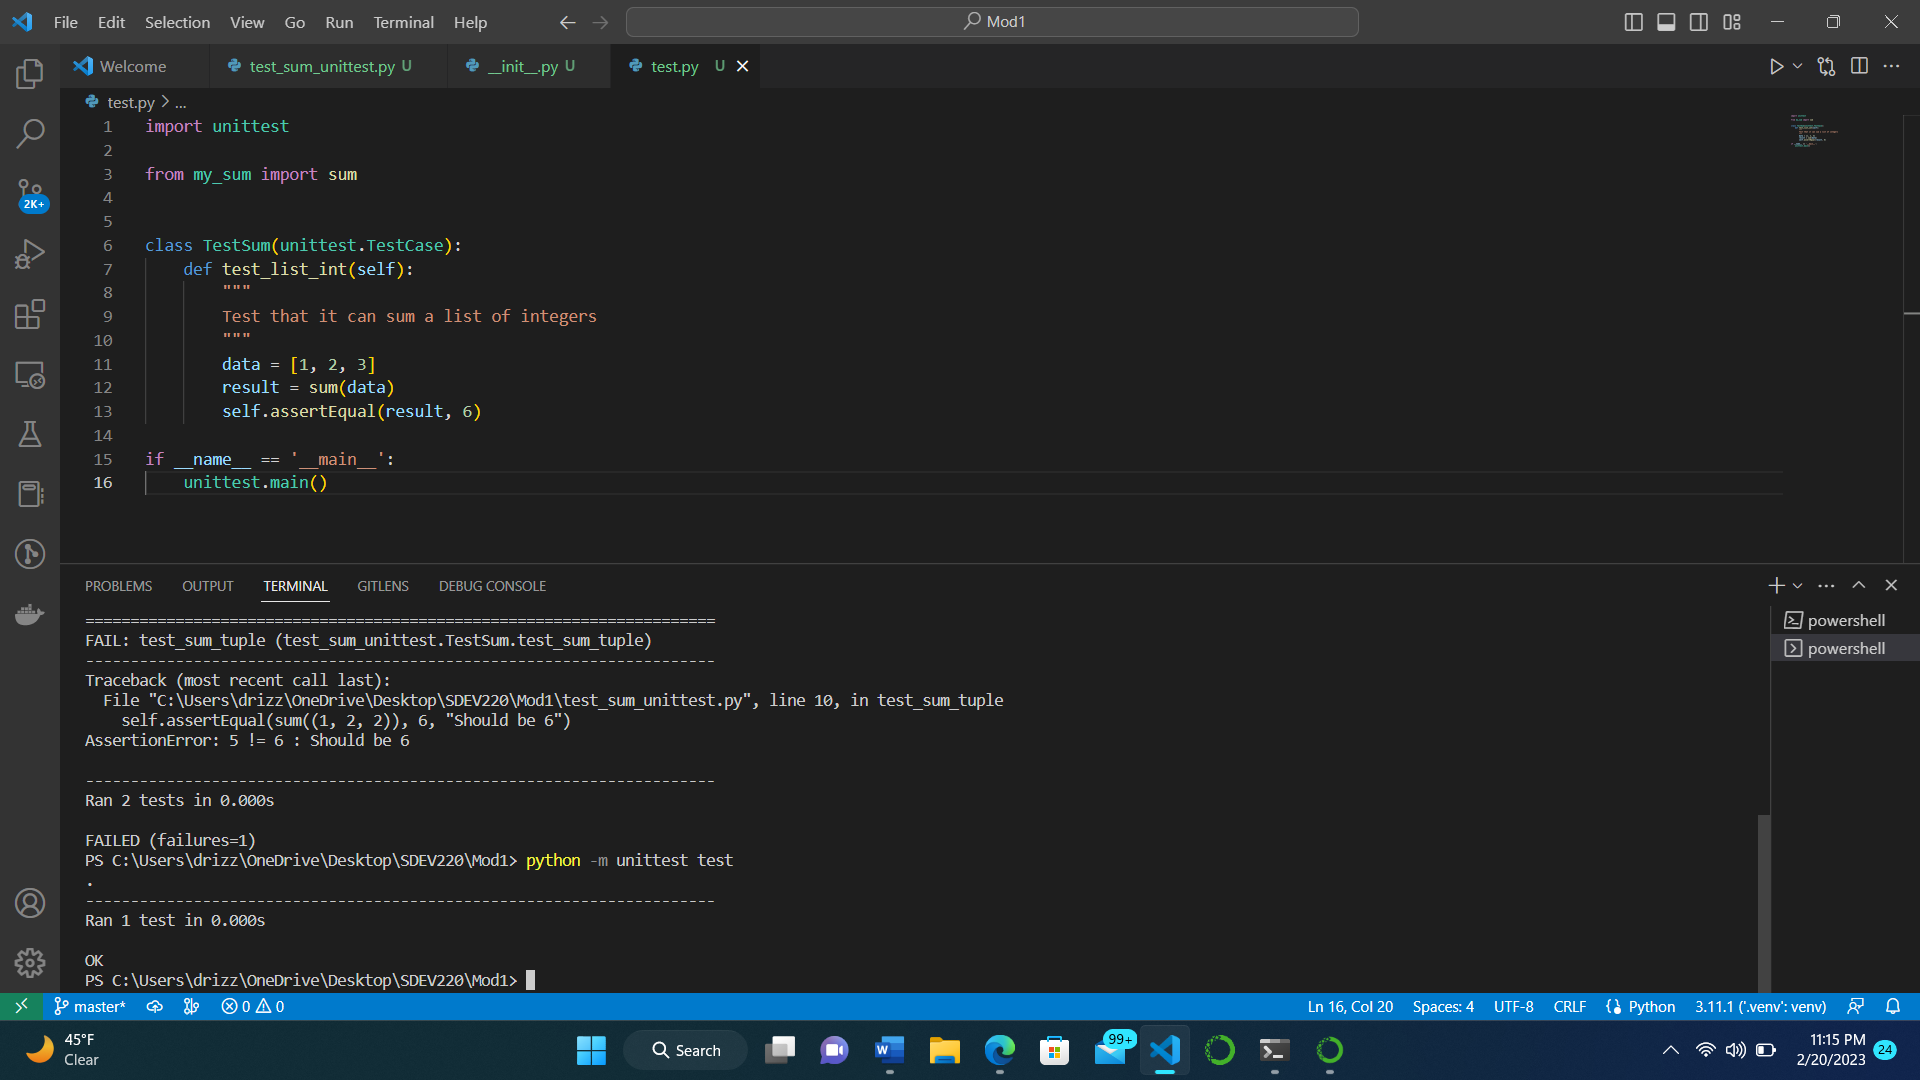 File Edit Selection View Go Run Terminal Help Mod1
Welcome test_sum_unittest.py U __init__.py U test.py U
test.py > ...
1 import unittest
2
3 from my_sum import sum
4
5
6 class TestSum(unittest.TestCase):
7     def test_list_int(self):
8         """
9         Test that it can sum a list of integers
10         """
11         data = [1, 2, 3]
12         result = sum(data)
13         self.assertEqual(result, 6)
14
15 if __name__ == '__main__':
16     unittest.main()
2K+
PROBLEMS OUTPUT TERMINAL GITLENS DEBUG CONSOLE
powershell
powershell
======================================================================
FAIL: test_sum_tuple (test_sum_unittest.TestSum.test_sum_tuple)
----------------------------------------------------------------------
Traceback (most recent call last):
  File "C:\Users\drizz\OneDrive\Desktop\SDEV220\Mod1\test_sum_unittest.py", line 10, in test_sum_tuple
    self.assertEqual(sum((1, 2, 2)), 6, "Should be 6")
AssertionError: 5 != 6 : Should be 6
----------------------------------------------------------------------
Ran 2 tests in 0.000s
FAILED (failures=1)
PS C:\Users\drizz\OneDrive\Desktop\SDEV220\Mod1> python -m unittest test
.
----------------------------------------------------------------------
Ran 1 test in 0.000s
OK
PS C:\Users\drizz\OneDrive\Desktop\SDEV220\Mod1>
master* 0 0 Ln 16, Col 20 Spaces: 4 UTF-8 CRLF Python 3.11.1 ('.venv': venv)
45°F
Clear
Search
99+
11:15 PM
2/20/2023
24